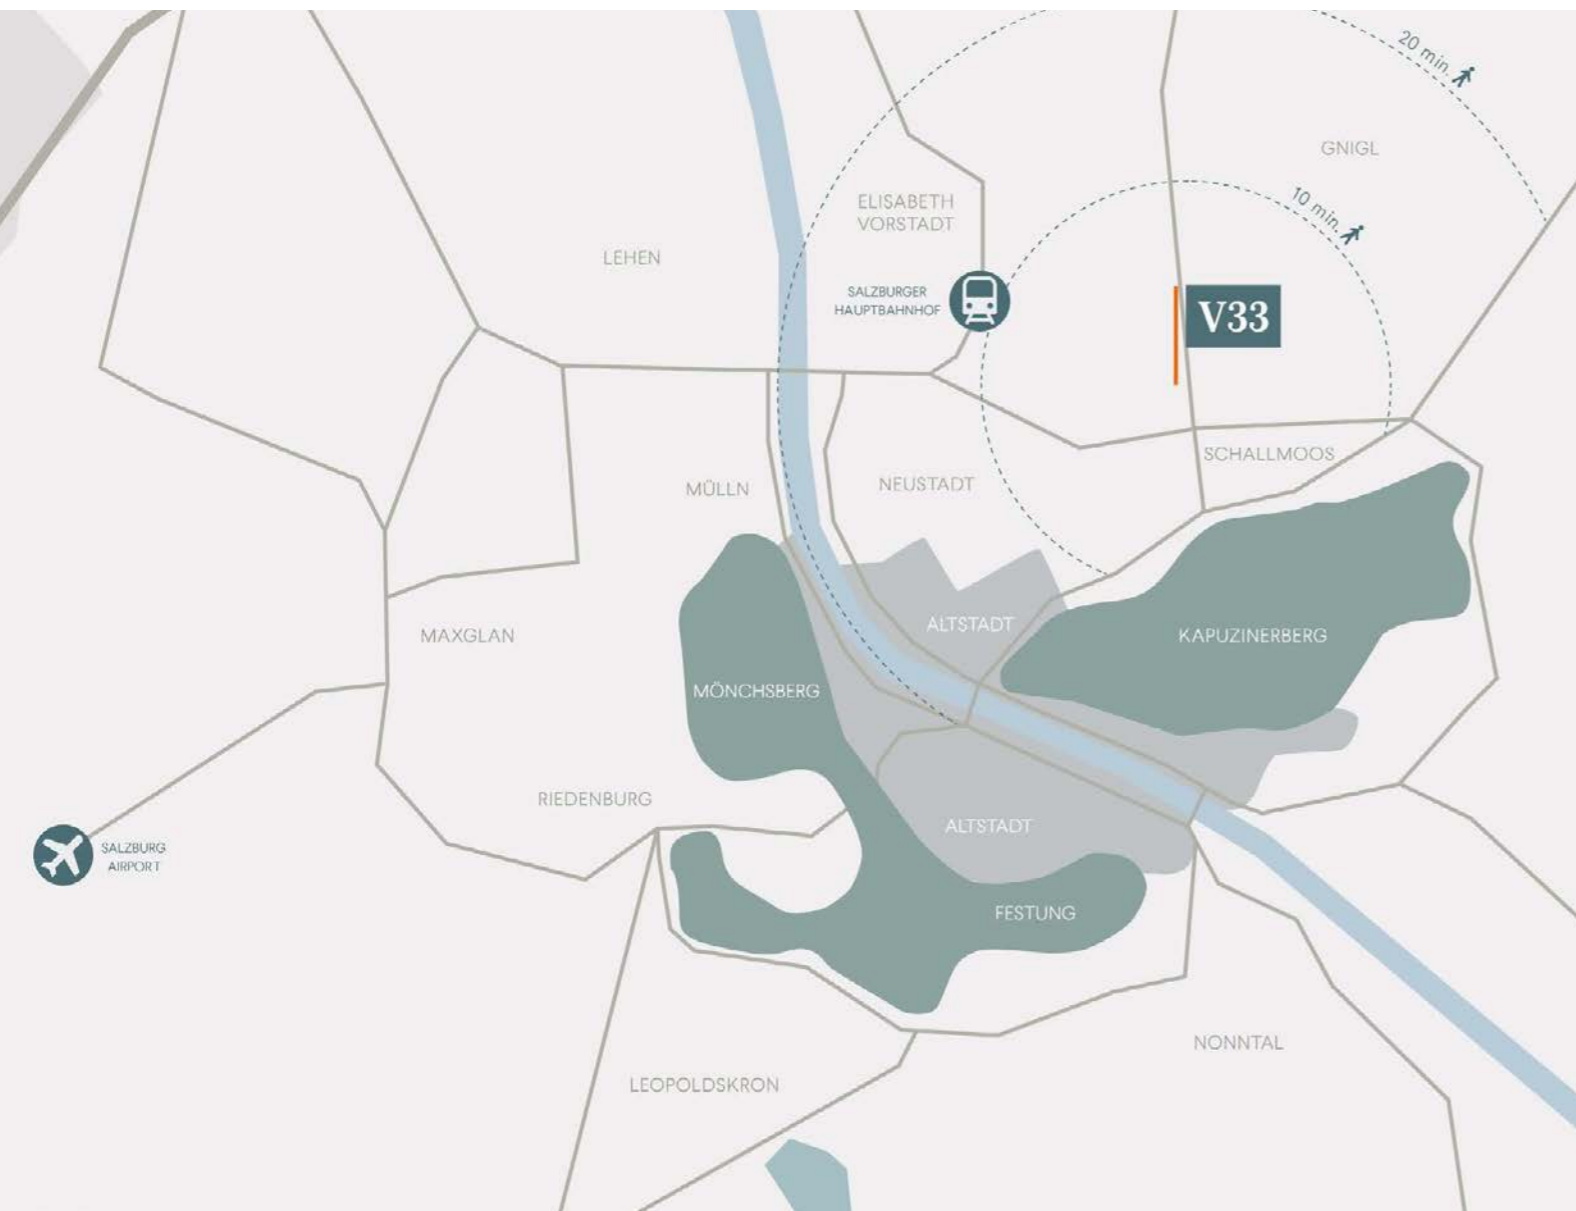 20 min.
GNIGL
10 min.
ELISABETH
VORSTADT
LEHEN
SALZBURGER
HAUPTBAHNHOF
V33
SCHALLMOOS
MÜLLN
NEUSTADT
ALTSTADT
KAPUZINERBERG
MAXGLAN
MÖNCHSBERG
RIEDENBURG
ALTSTADT
SALZBURG
AIRPORT
FESTUNG
NONNTAL
LEOPOLDSKRON